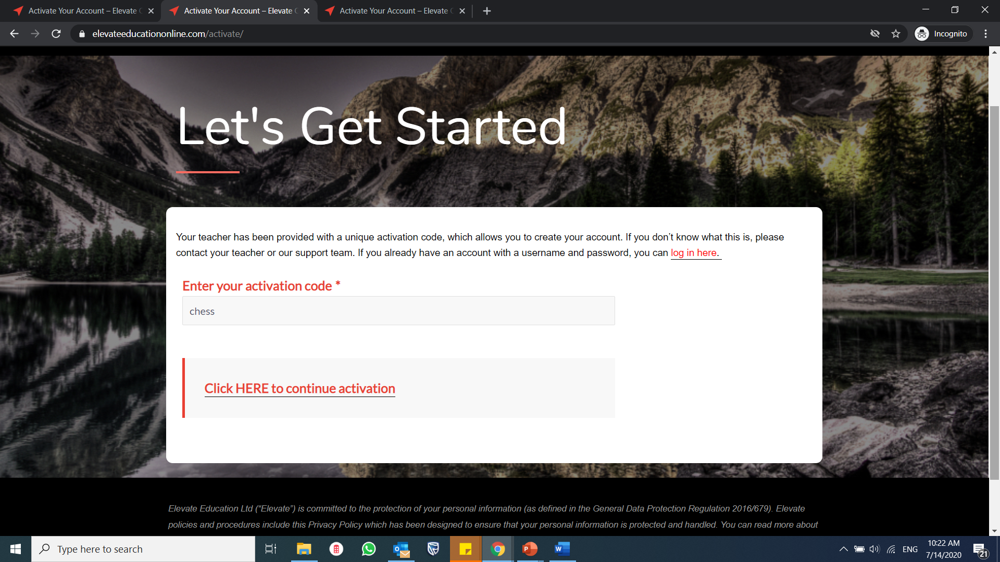 Activate Your Account – Elevate
Activate Your Account – Elevate
Activate Your Account – Elevate
elevateeducationonline.com/activate/
Incognito
Let's Get Started
Your teacher has been provided with a unique activation code, which allows you to create your account. If you don’t know what this is, please
contact your teacher or our support team. If you already have an account with a username and password, you can log in here.
Enter your activation code *
chess
Click HERE to continue activation
Elevate Education Ltd (“Elevate”) is committed to the protection of your personal information (as defined in the General Data Protection Regulation 2016/679). Elevate
policies and procedures include this Privacy Policy which has been designed to ensure that your personal information is protected and handled. You can read more about
Type here to search
ENG
10:22 AM
7/14/2020
21